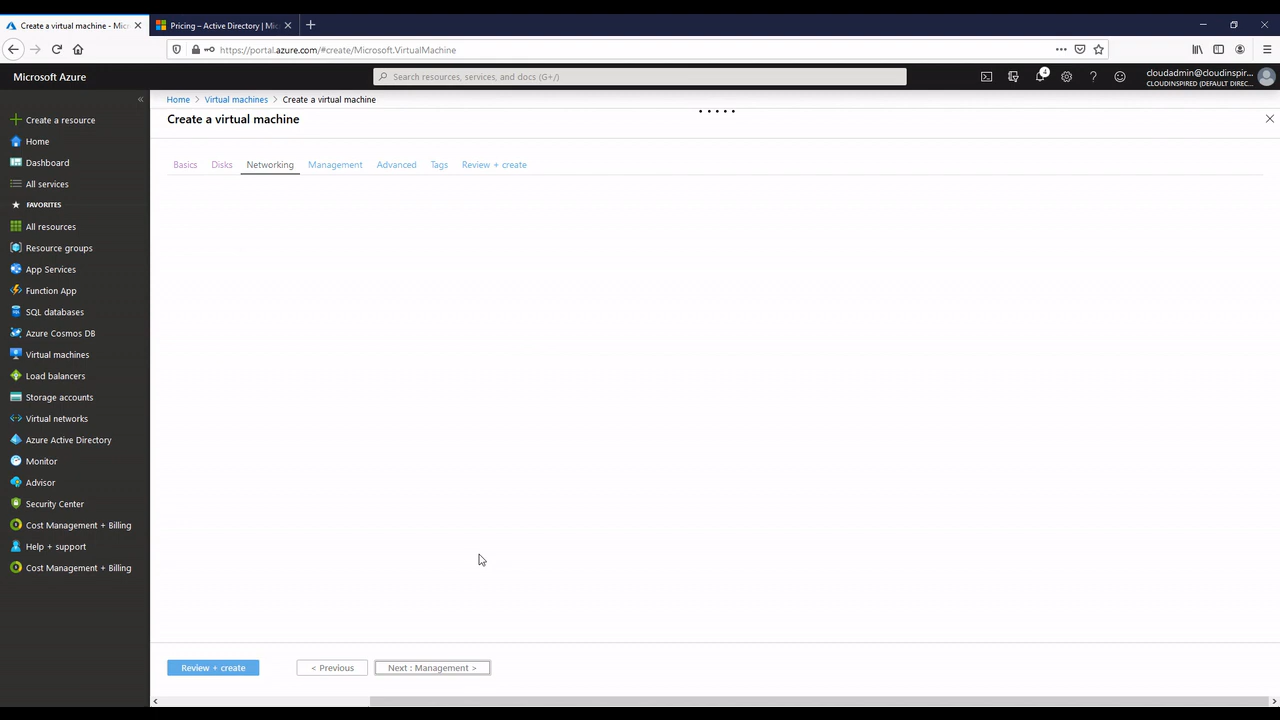 Create a virtual machine - Micr
Pricing – Active Directory | Mic
https://portal.azure.com/#create/Microsoft.VirtualMachine
Microsoft Azure
Search resources, services, and docs (G+/)
4
cloudadmin@cloudinspir...
CLOUDINSPIRED (DEFAULT DIREC...
Home > Virtual machines > Create a virtual machine
Create a virtual machine
Basics Disks Networking Management Advanced Tags Review + create
Create a resource
Home
Dashboard
All services
FAVORITES
All resources
Resource groups
App Services
Function App
SQL databases
Azure Cosmos DB
Virtual machines
Load balancers
Storage accounts
Virtual networks
Azure Active Directory
Monitor
Advisor
Security Center
Cost Management + Billing
Help + support
Cost Management + Billing
Review + create
< Previous
Next : Management >